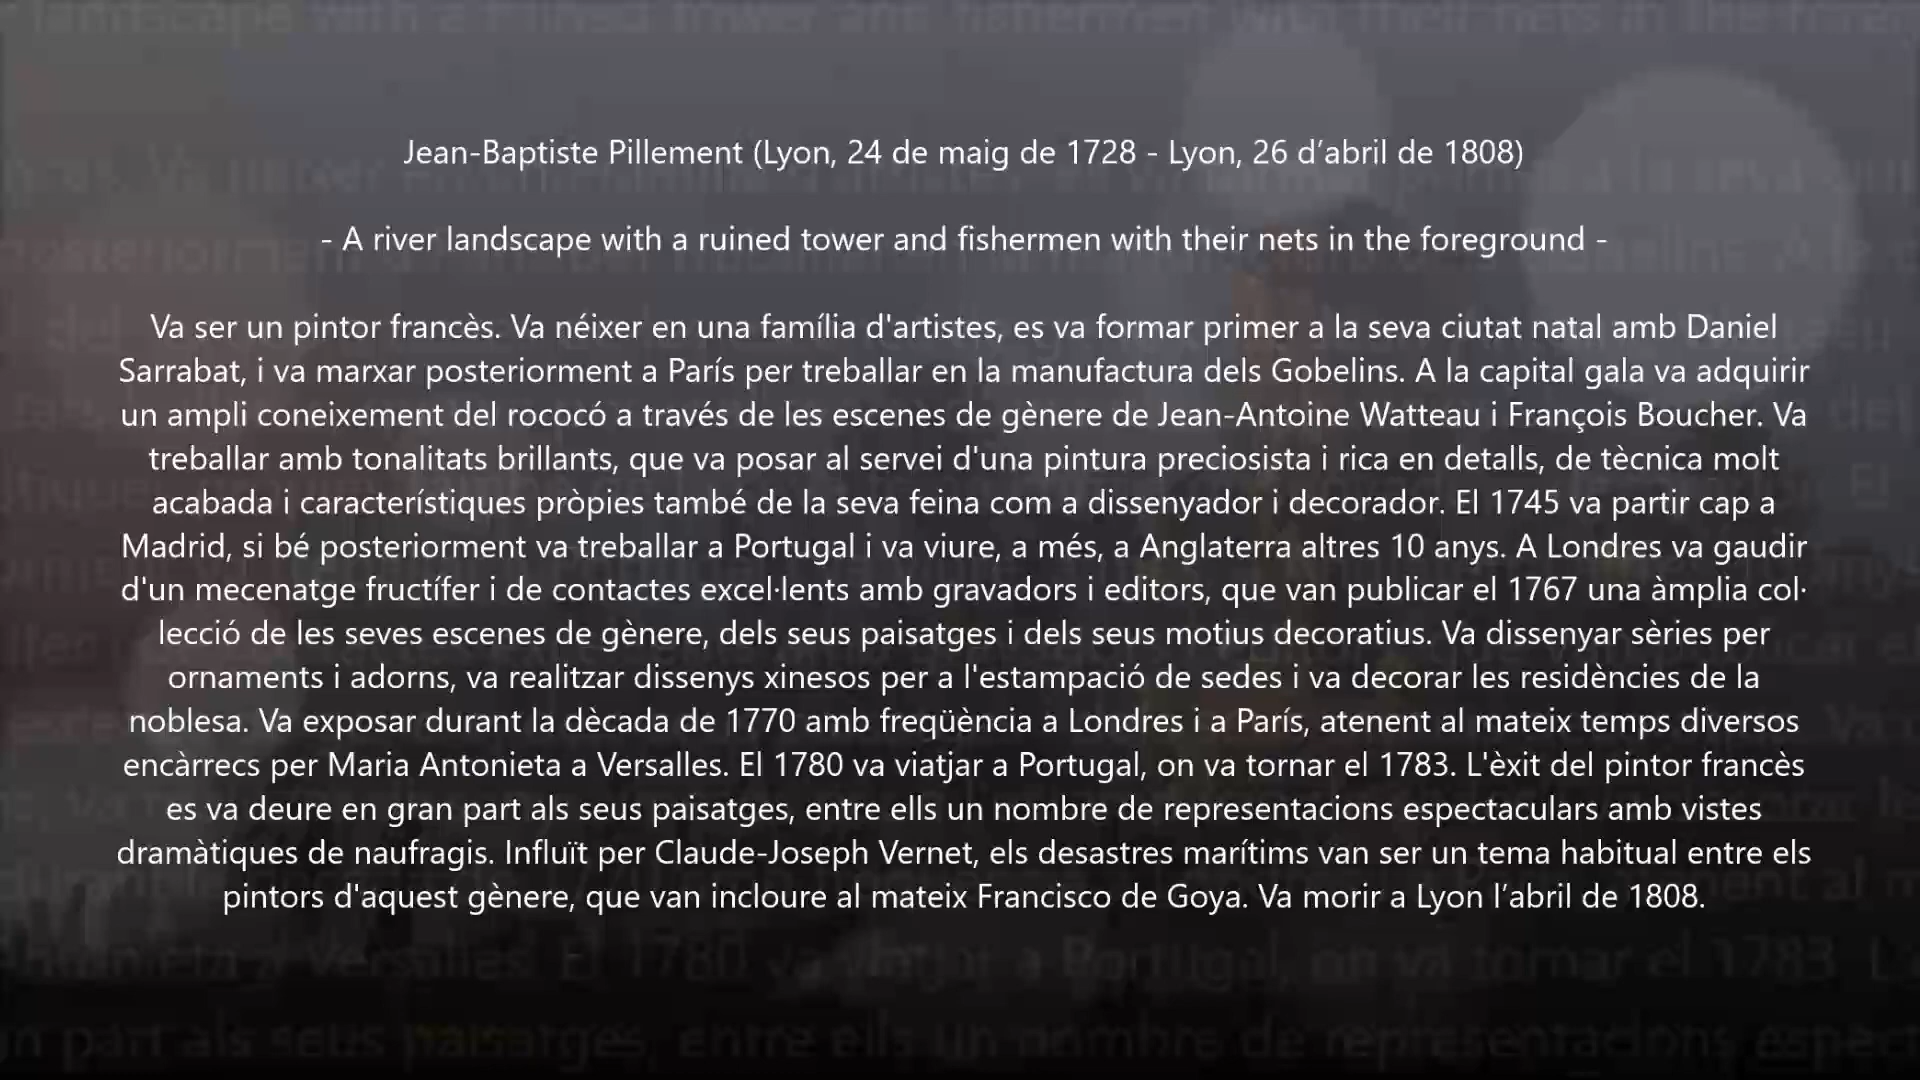 Jean-Baptiste Pillement (Lyon, 24 de maig de 1728 - Lyon, 26 d’abril de 1808)
- A river landscape with a ruined tower and fishermen with their nets in the foreground -
Va ser un pintor francès. Va néixer en una família d'artistes, es va formar primer a la seva ciutat natal amb Daniel
Sarrabat, i va marxar posteriorment a París per treballar en la manufactura dels Gobelins. A la capital gala va adquirir
un ampli coneixement del rococó a través de les escenes de gènere de Jean-Antoine Watteau i François Boucher. Va
treballar amb tonalitats brillants, que va posar al servei d'una pintura preciosista i rica en detalls, de tècnica molt
acabada i característiques pròpies també de la seva feina com a dissenyador i decorador. El 1745 va partir cap a
Madrid, si bé posteriorment va treballar a Portugal i va viure, a més, a Anglaterra altres 10 anys. A Londres va gaudir
d'un mecenatge fructífer i de contactes excel·lents amb gravadors i editors, que van publicar el 1767 una àmplia col·
lecció de les seves escenes de gènere, dels seus paisatges i dels seus motius decoratius. Va dissenyar sèries per
ornaments i adorns, va realitzar dissenys xinesos per a l'estampació de sedes i va decorar les residències de la
noblesa. Va exposar durant la dècada de 1770 amb freqüència a Londres i a París, atenent al mateix temps diversos
encàrrecs per Maria Antonieta a Versalles. El 1780 va viatjar a Portugal, on va tornar el 1783. L'èxit del pintor francès
es va deure en gran part als seus paisatges, entre ells un nombre de representacions espectaculars amb vistes
dramàtiques de naufragis. Influït per Claude-Joseph Vernet, els desastres marítims van ser un tema habitual entre els
pintors d'aquest gènere, que van incloure al mateix Francisco de Goya. Va morir a Lyon l’abril de 1808.